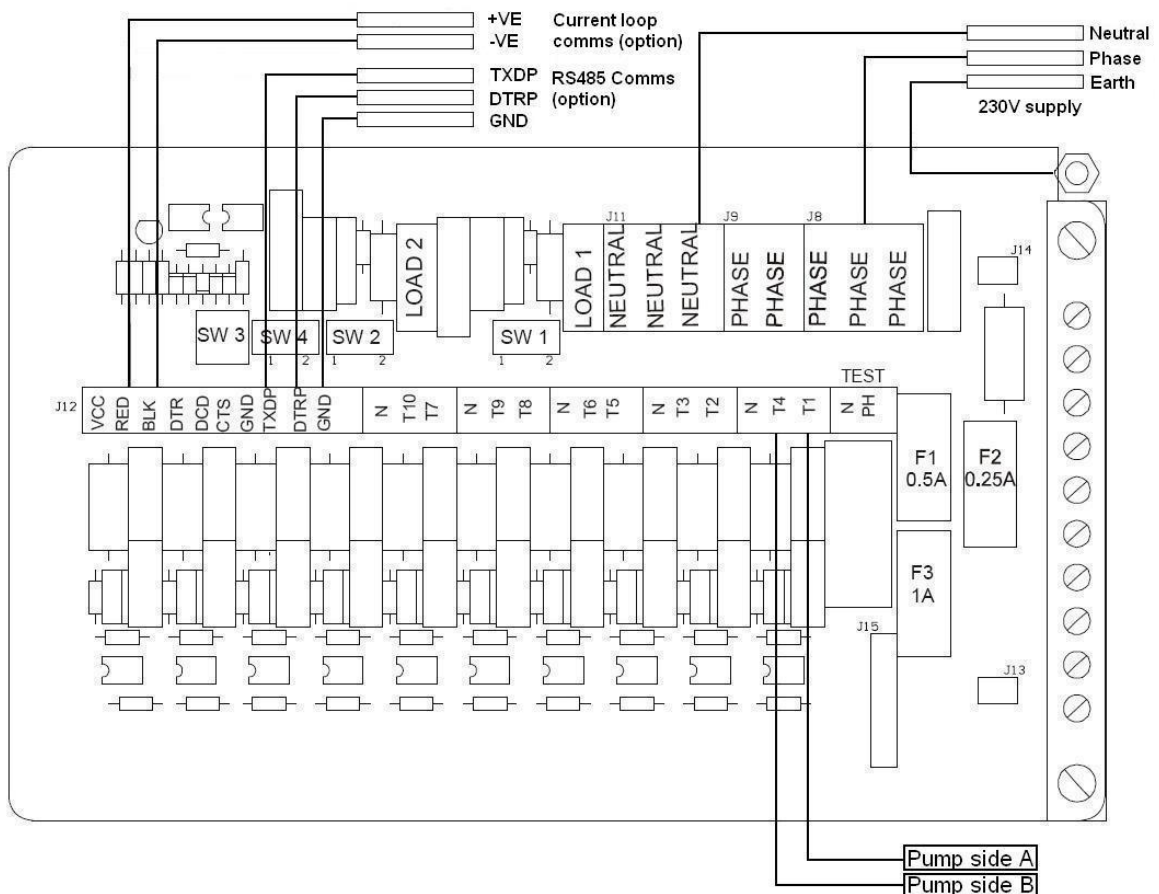 +VE Current loop
-VE comms (option)
TXDP RS485 Comms
DTRP (option)
GND
Neutral
Phase
Earth
230V supply
J11
J9
J8
J14
LOAD 2
LOAD 1
NEUTRAL
NEUTRAL
NEUTRAL
PHASE
PHASE
PHASE
PHASE
PHASE
SW 3
SW 4
SW 2
SW 1
1 2 1 2 1 2
TEST
J12
VCC
RED
BLK
DTR
DCD
CTS
GND
TXDP
DTRP
GND
N
T10
T7
N
T9
T8
N
T6
T5
N
T3
T2
N
T4
T1
N
PH
F1
0.5A
F2
0.25A
F3
1A
J15
J13
Pump side A
Pump side B